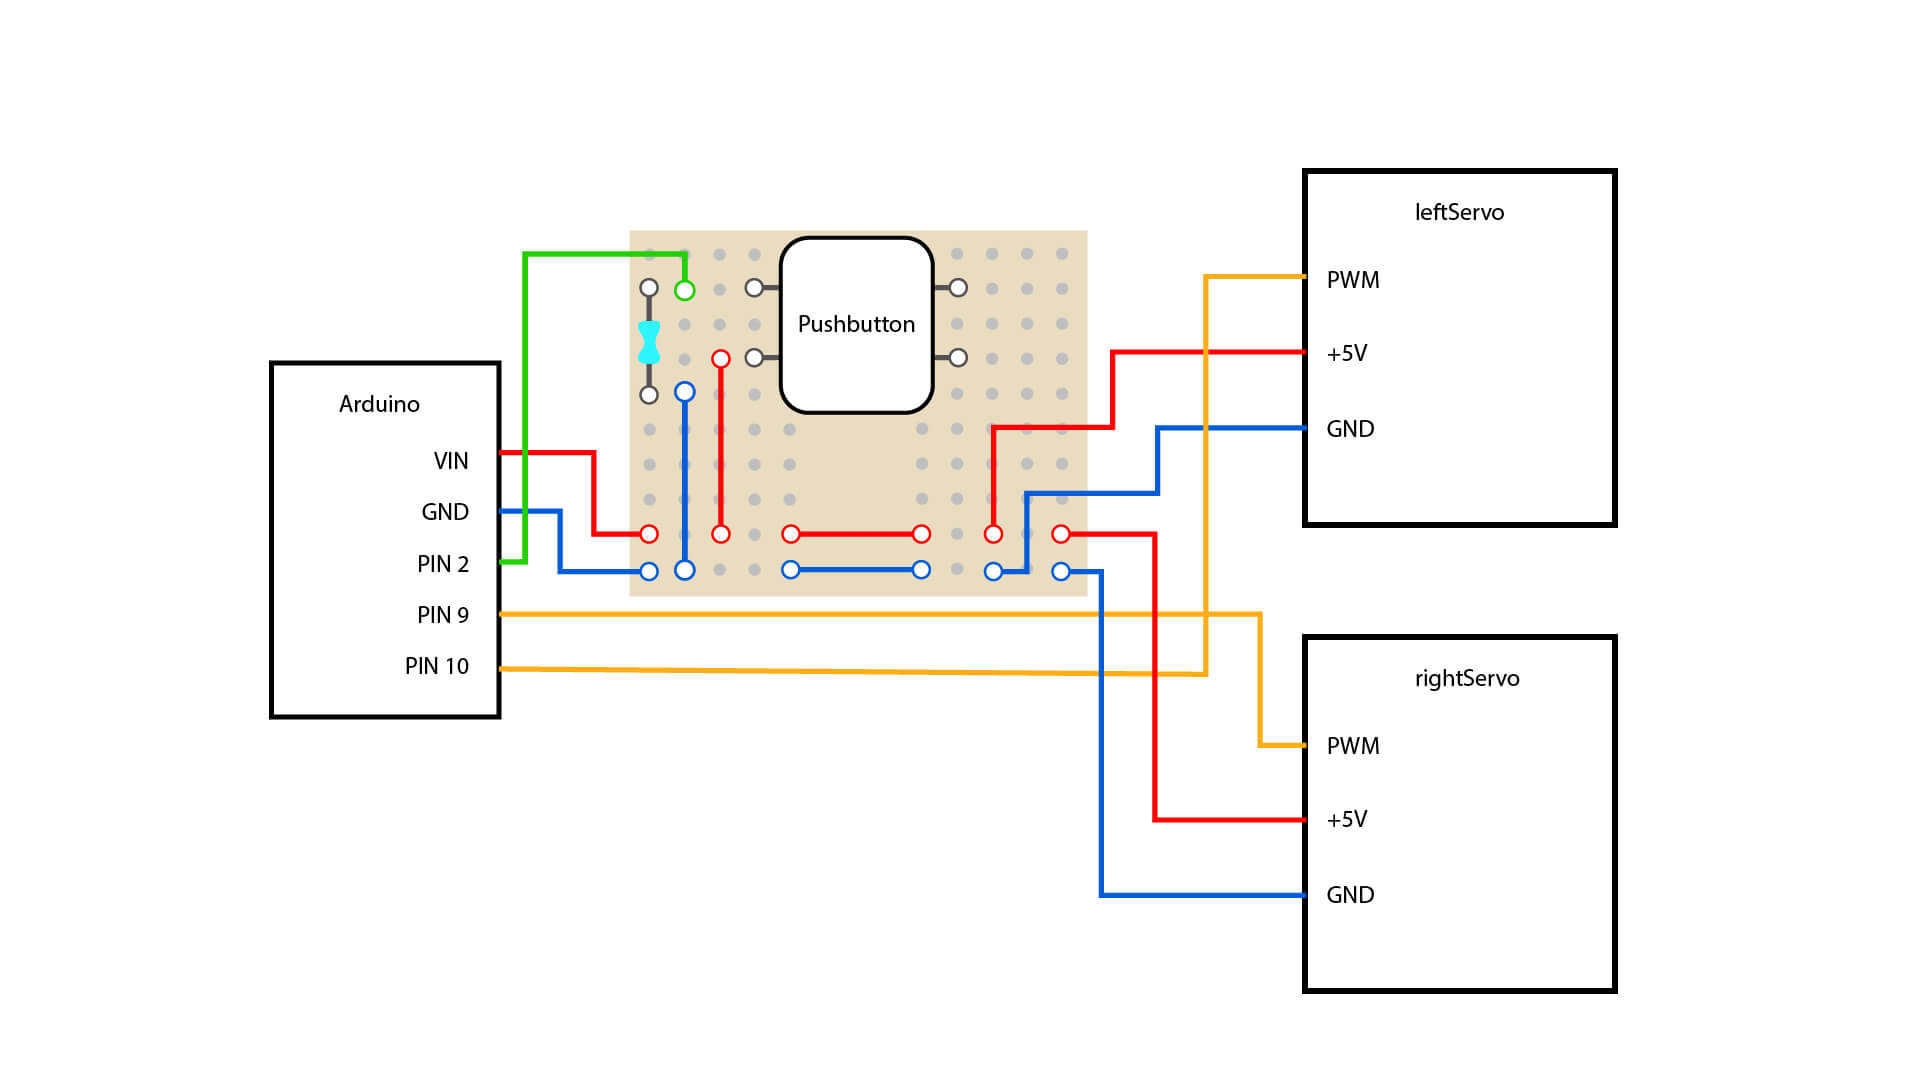 leftServo
PWM
+5V
GND
Pushbutton
Arduino
VIN
GND
PIN 2
PIN 9
PIN 10
rightServo
PWM
+5V
GND